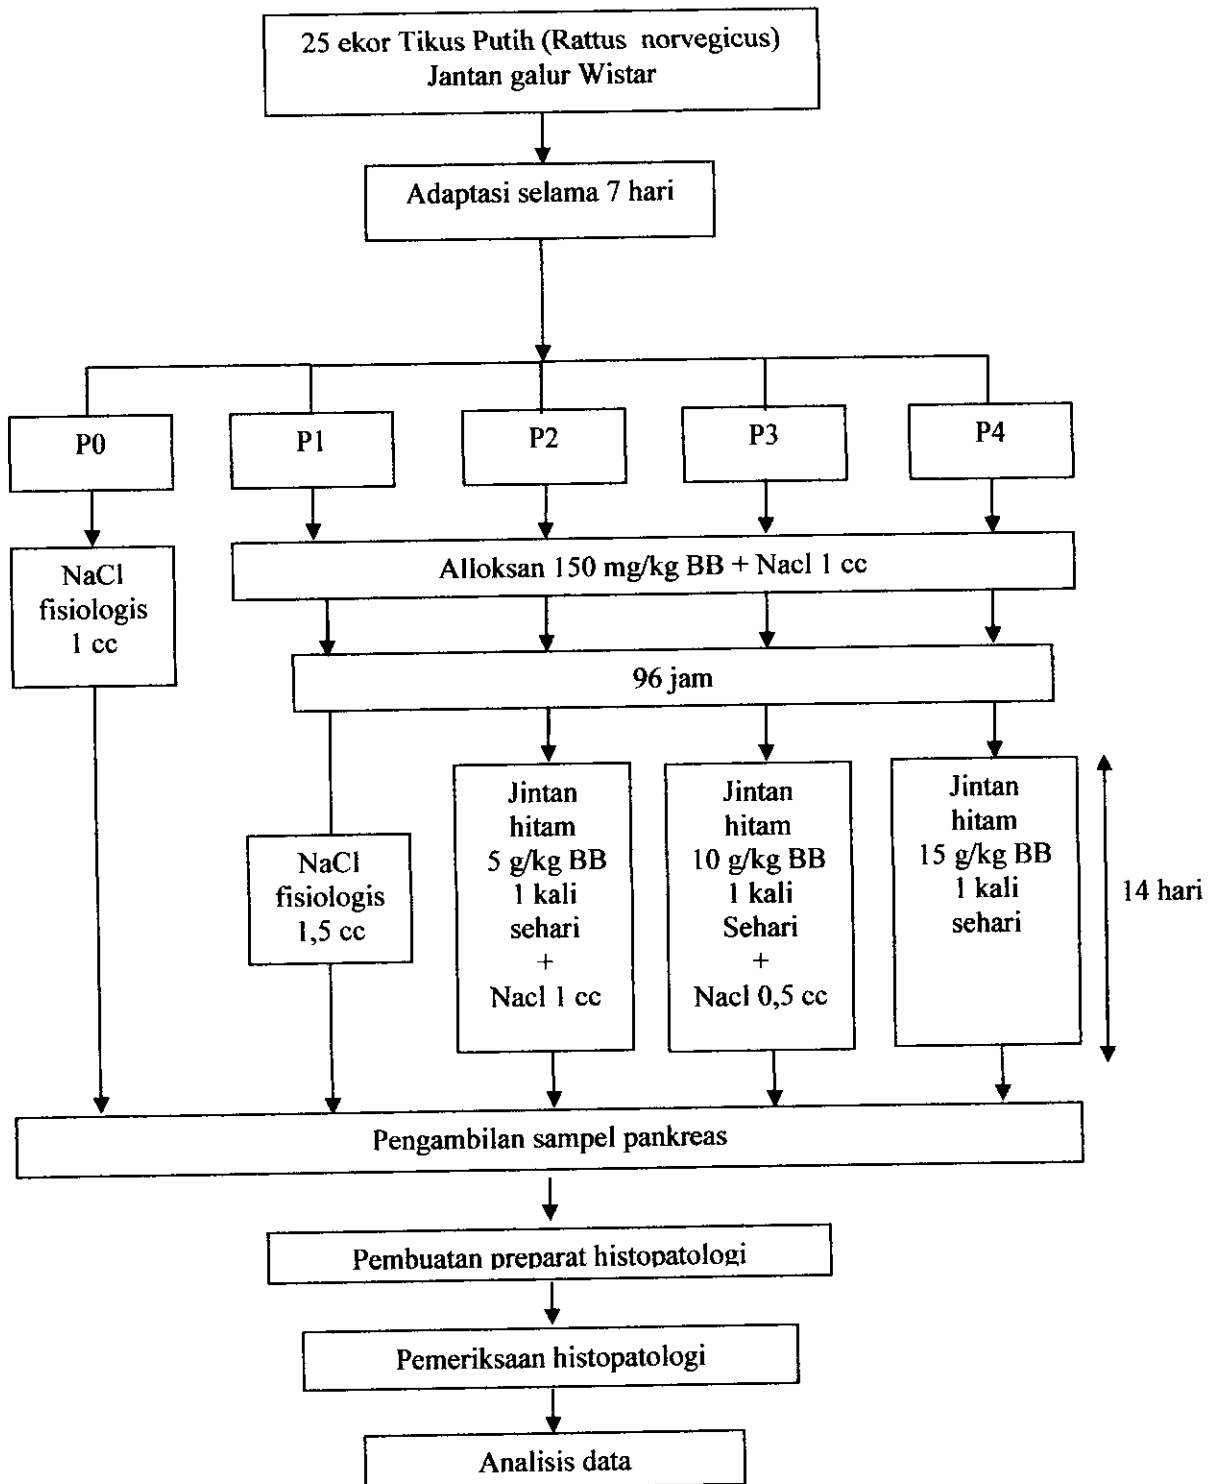 25 ekor Tikus Putih (Rattus norvegicus)
Jantan galur Wistar
Adaptasi selama 7 hari
P0
P1
P2
P3
P4
NaCl
fisiologis
1 cc
Alloksan 150 mg/kg BB + Nacl 1 cc
96 jam
NaCl
fisiologis
1,5 cc
Jintan
hitam
5 g/kg BB
1 kali
sehari
+
Nacl 1 cc
Jintan
hitam
10 g/kg BB
1 kali
Sehari
+
Nacl 0,5 cc
Jintan
hitam
15 g/kg BB
1 kali
sehari
14 hari
Pengambilan sampel pankreas
Pembuatan preparat histopatologi
Pemeriksaan histopatologi
Analisis data